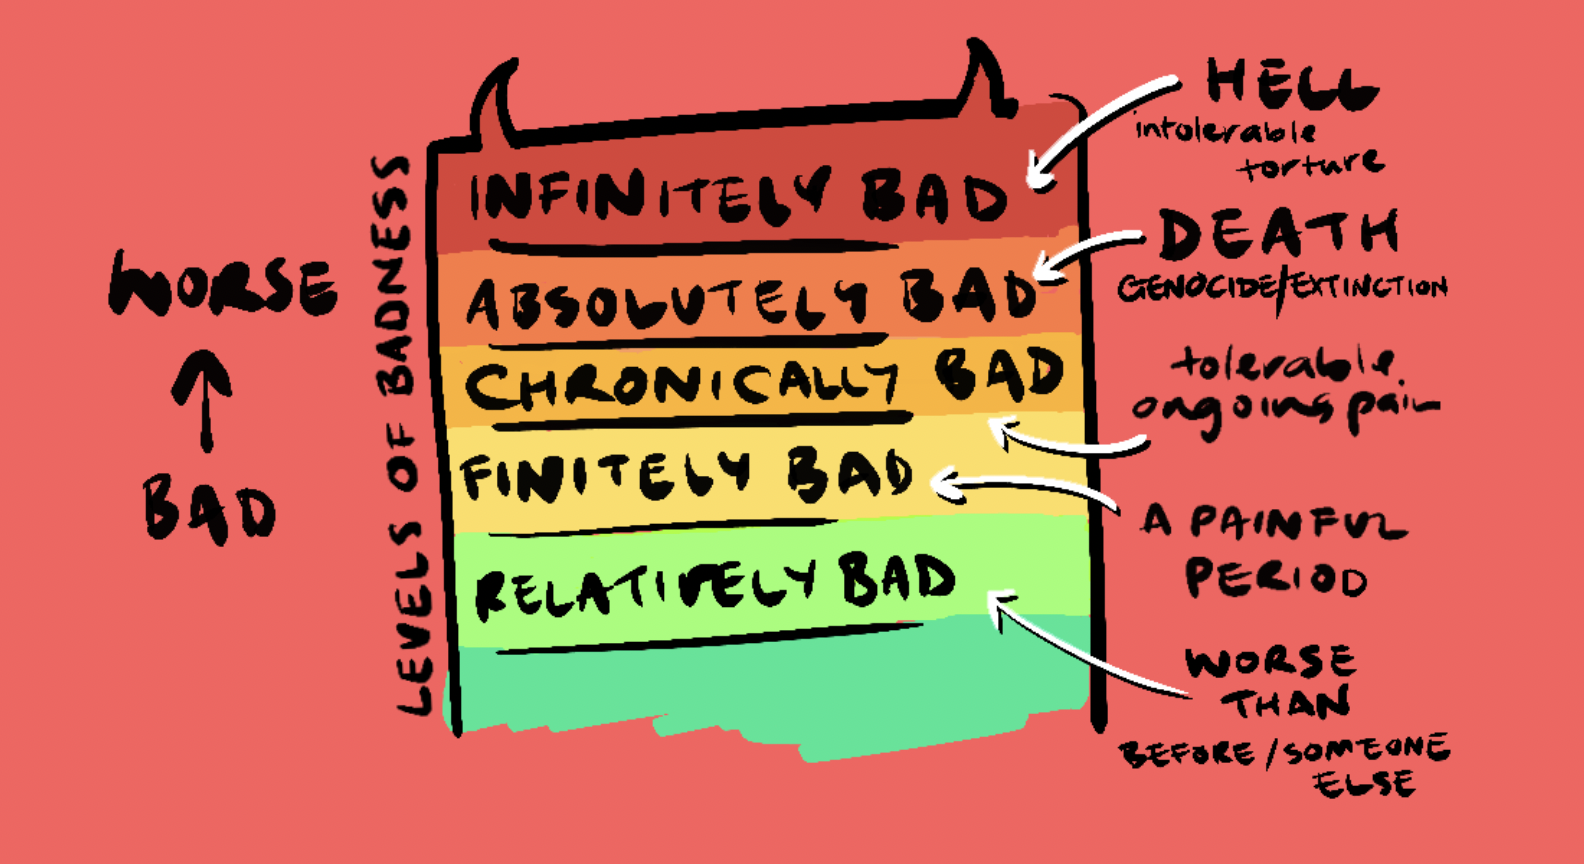 WORSE
BAD
LEVELS OF BADNESS
INFINITELY BAD
ABSOLUTELY BAD
CHRONICALLY BAD
FINITELY BAD
RELATIVELY BAD
HELL
intolerable
torture
DEATH
GENOCIDE/EXTINCTION
tolerable
ongoing pain
A PAINFUL
PERIOD
WORSE
THAN
BEFORE/SOMEONE
ELSE